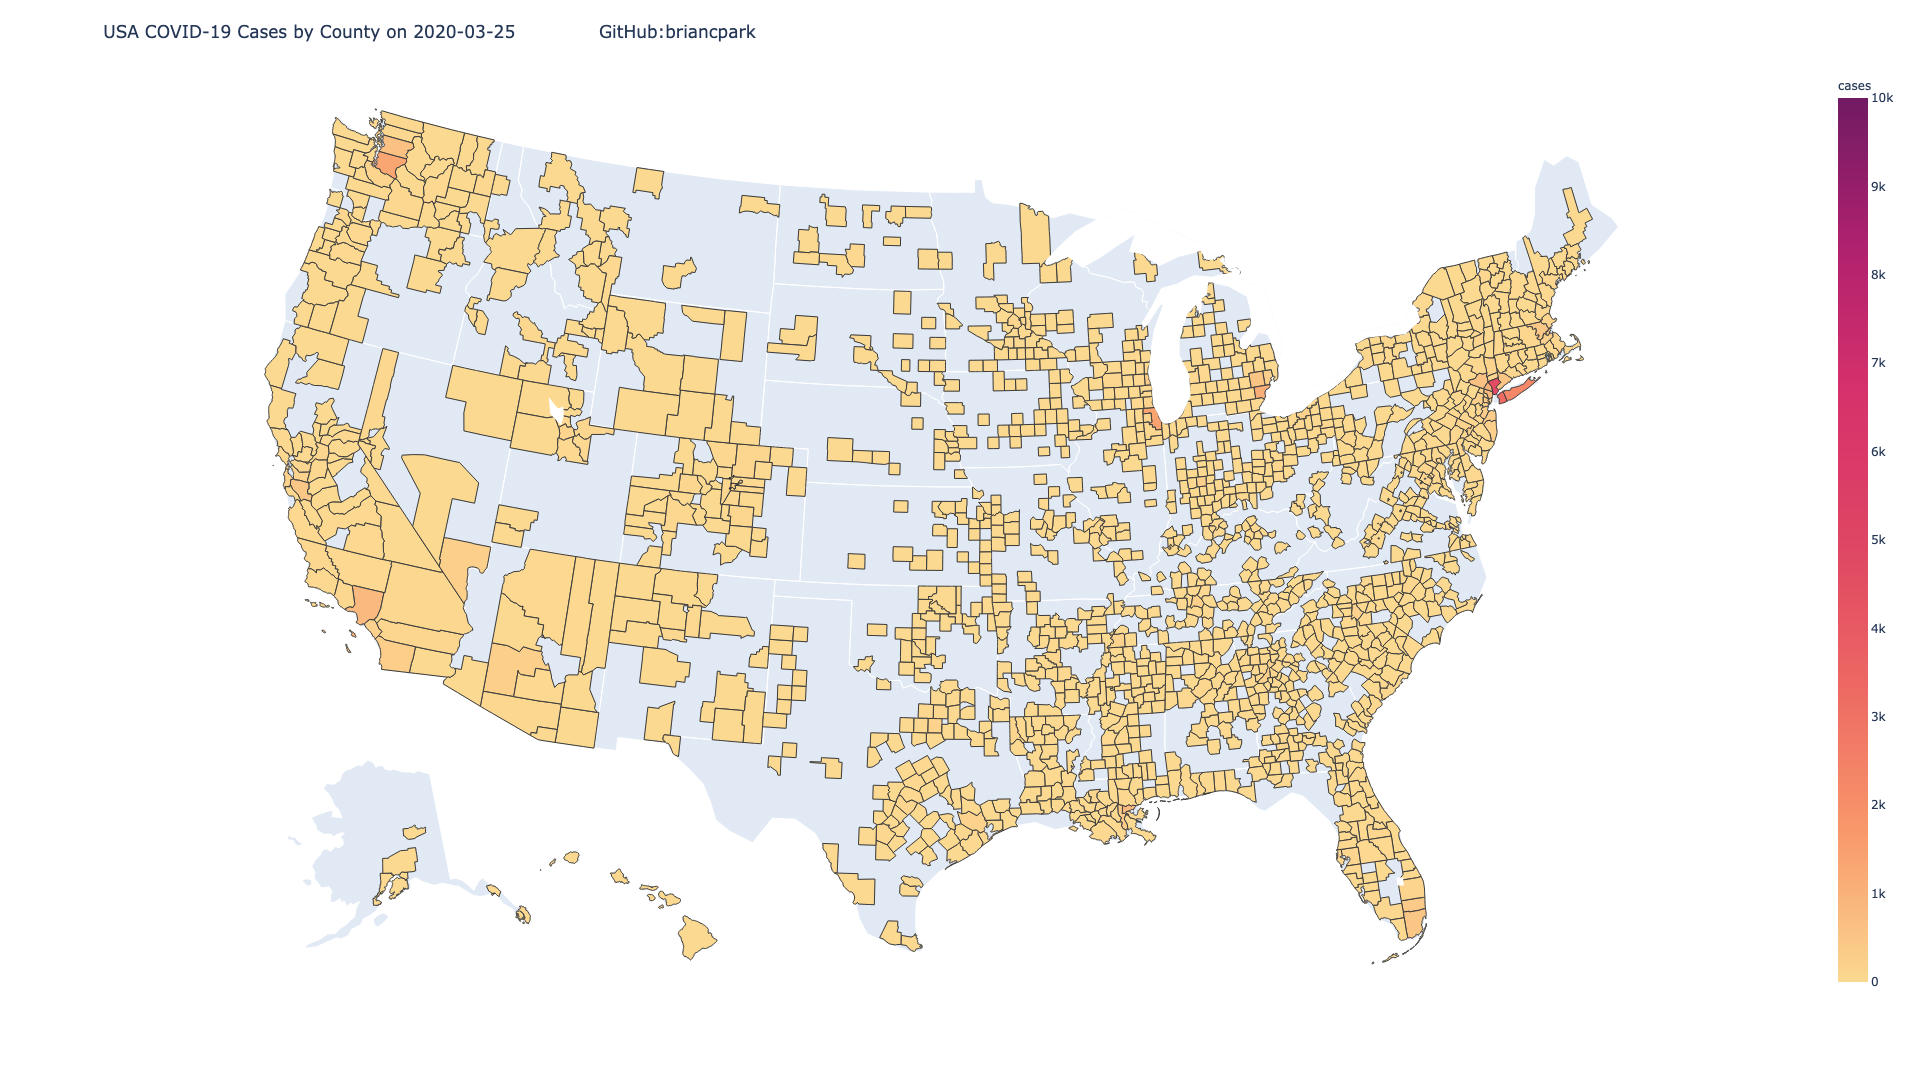 USA COVID-19 Cases by County on 2020-03-25 GitHub:briancpark
cases
10k
9k
8k
7k
6k
5k
4k
3k
2k
1k
0